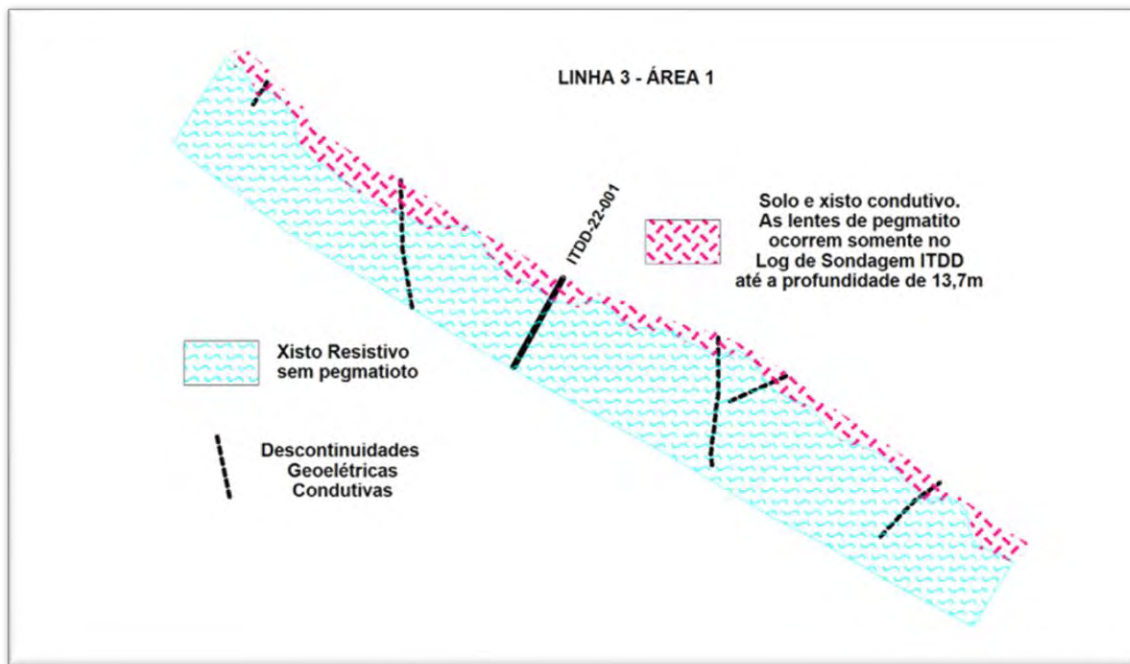 LINHA 3 - ÁREA 1
ITDD-22-001
Solo e xisto condutivo.
As lentes de pegmatito
ocorrem somente no
Log de Sondagem ITDD
até a profundidade de 13,7m
Xisto Resistivo
sem pegmatioto
Descontinuidades
Geoelétricas
Condutivas